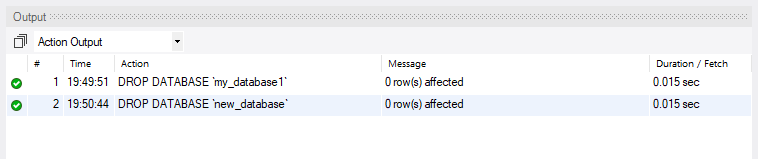 Output
Action Output
# Time Action Message Duration / Fetch
1 19:49:51 DROP DATABASE `my_database1` 0 row(s) affected 0.015 sec
2 19:50:44 DROP DATABASE `new_database` 0 row(s) affected 0.015 sec